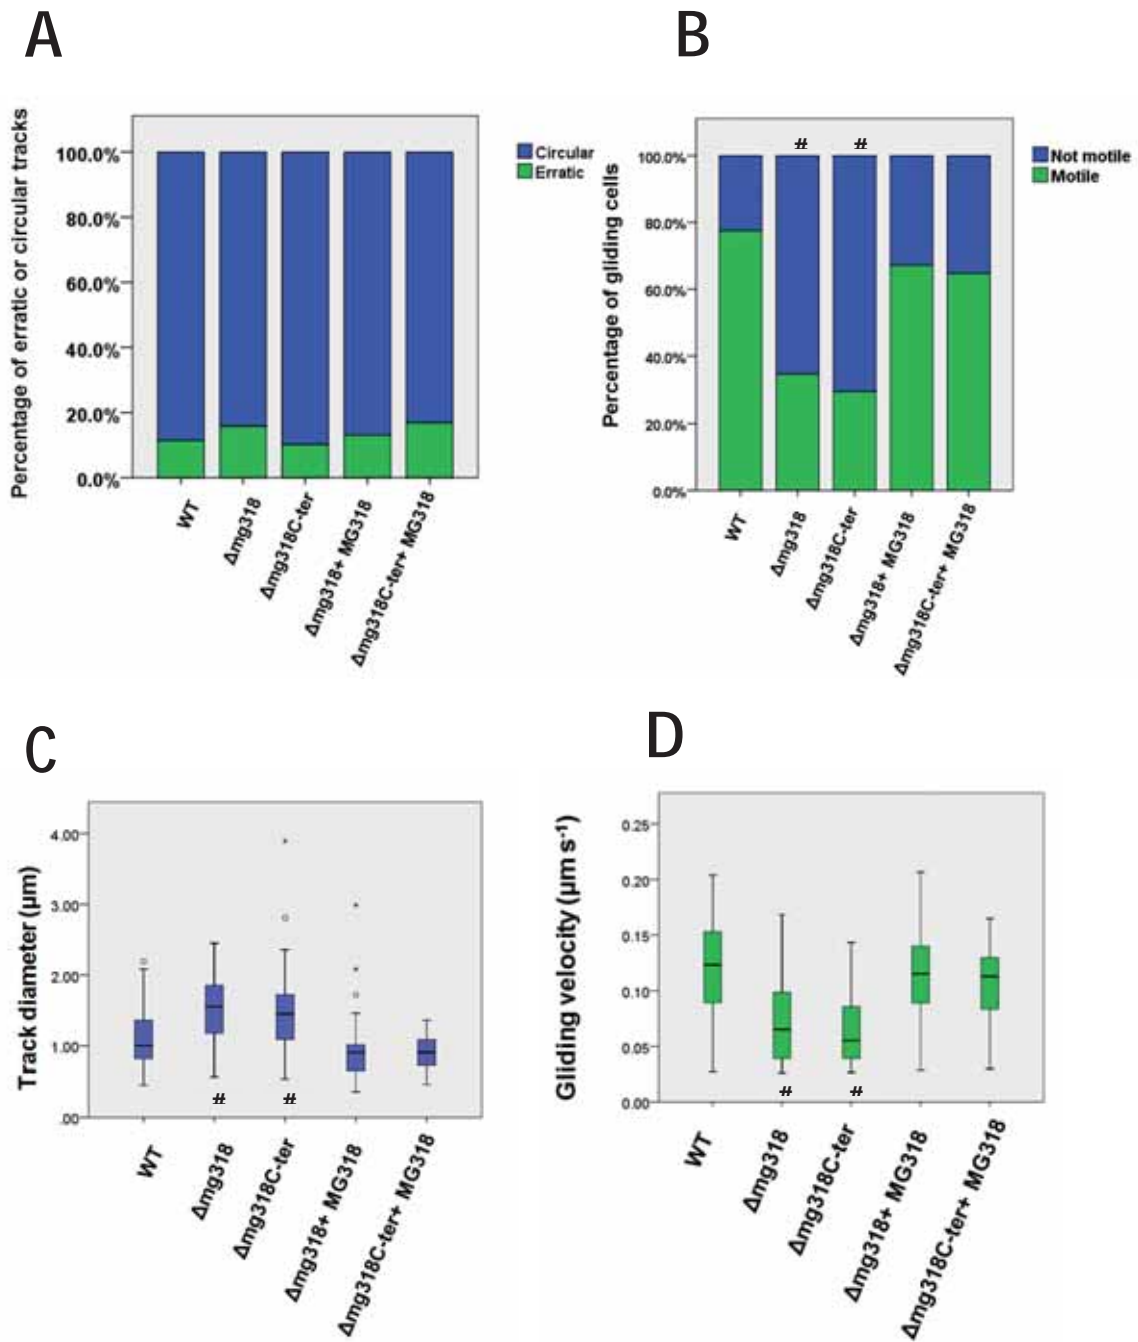 A
Percentage of erratic or circular tracks
100.0%
80.0%
60.0%
40.0%
20.0%
0.0%
WT
Δmg318
Δmg318C-ter
Δmg318+ MG318
Δmg318C-ter+ MG318
Circular
Erratic
B
Percentage of gliding cells
100.0%
80.0%
60.0%
40.0%
20.0%
0.0%
# #
WT
Δmg318
Δmg318C-ter
Δmg318+ MG318
Δmg318C-ter+ MG318
Not motile
Motile
C
Track diameter (µm)
4.00
3.00
2.00
1.00
.00
# #
WT
Δmg318
Δmg318C-ter
Δmg318+ MG318
Δmg318C-ter+ MG318
D
Gliding velocity (µm s⁻¹)
0.25
0.20
0.15
0.10
0.05
0.00
# #
WT
Δmg318
Δmg318C-ter
Δmg318+ MG318
Δmg318C-ter+ MG318